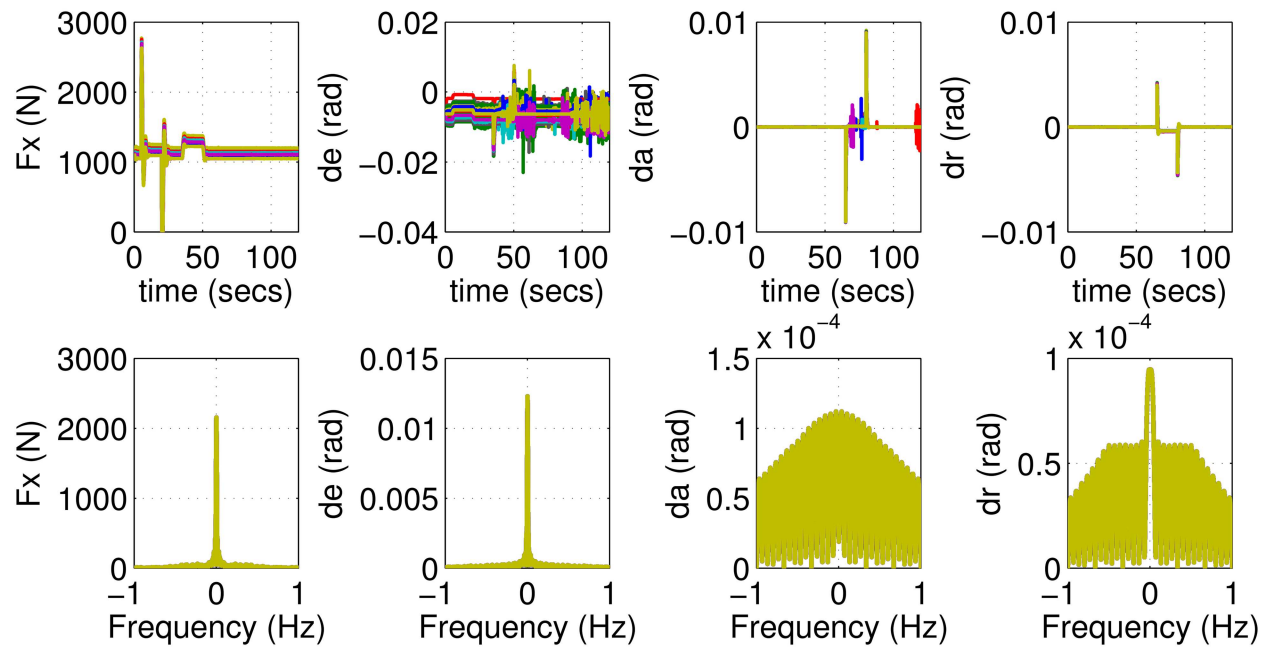 3000
2000
1000
0
Fx (N)
0 50 100
time (secs)
0.02
0
−0.02
−0.04
de (rad)
0 50 100
time (secs)
0.01
0
−0.01
da (rad)
0 50 100
time (secs)
0.01
0
−0.01
dr (rad)
0 50 100
time (secs)
3000
2000
1000
0
Fx (N)
−1 0 1
Frequency (Hz)
0.015
0.01
0.005
0
de (rad)
−1 0 1
Frequency (Hz)
x 10−4
1.5
1
0.5
0
da (rad)
−1 0 1
Frequency (Hz)
x 10−4
1
0.5
0
dr (rad)
−1 0 1
Frequency (Hz)